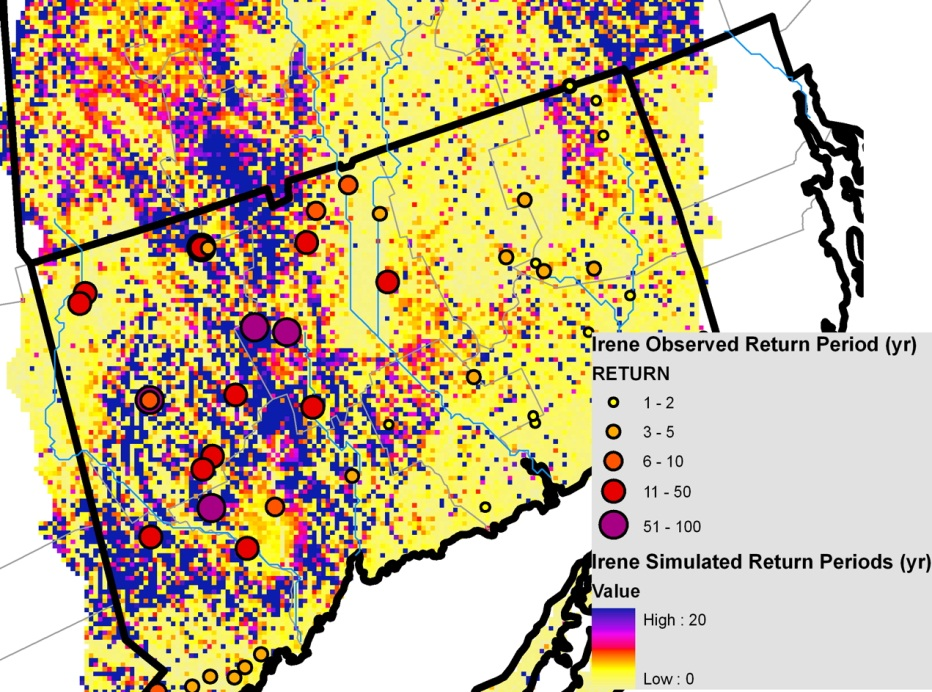 Irene Observed Return Period (yr)
RETURN
1 - 2
3 - 5
6 - 10
11 - 50
51 - 100
Irene Simulated Return Periods (yr)
Value
High : 20
Low : 0